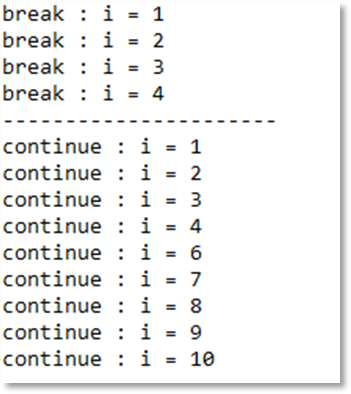 break : i = 1
break : i = 2
break : i = 3
break : i = 4
----------------------
continue : i = 1
continue : i = 2
continue : i = 3
continue : i = 4
continue : i = 6
continue : i = 7
continue : i = 8
continue : i = 9
continue : i = 10